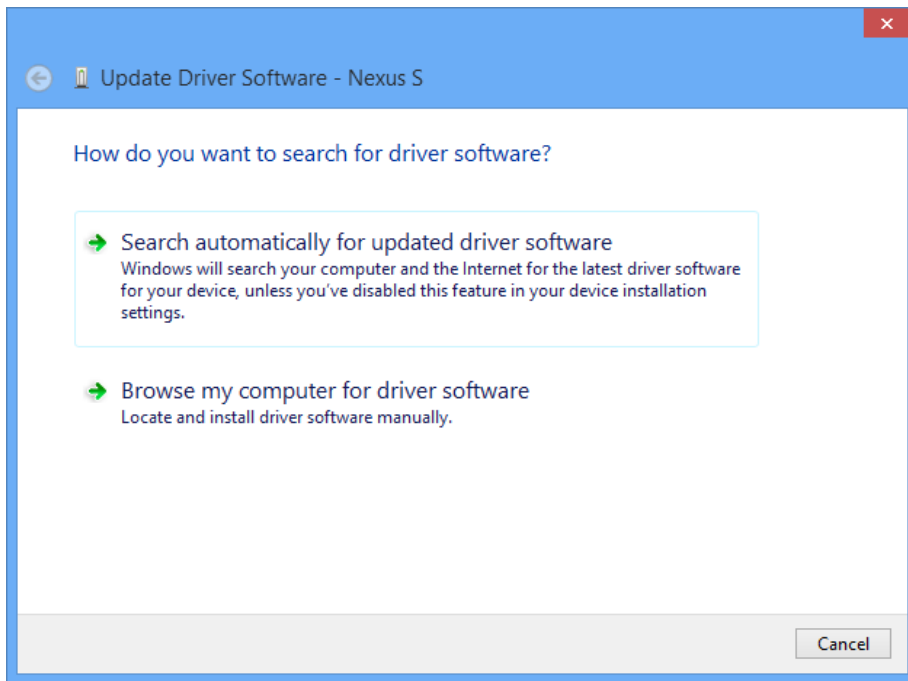 Update Driver Software - Nexus S
How do you want to search for driver software?
Search automatically for updated driver software
Windows will search your computer and the Internet for the latest driver software
for your device, unless you've disabled this feature in your device installation
settings.
Browse my computer for driver software
Locate and install driver software manually.
Cancel